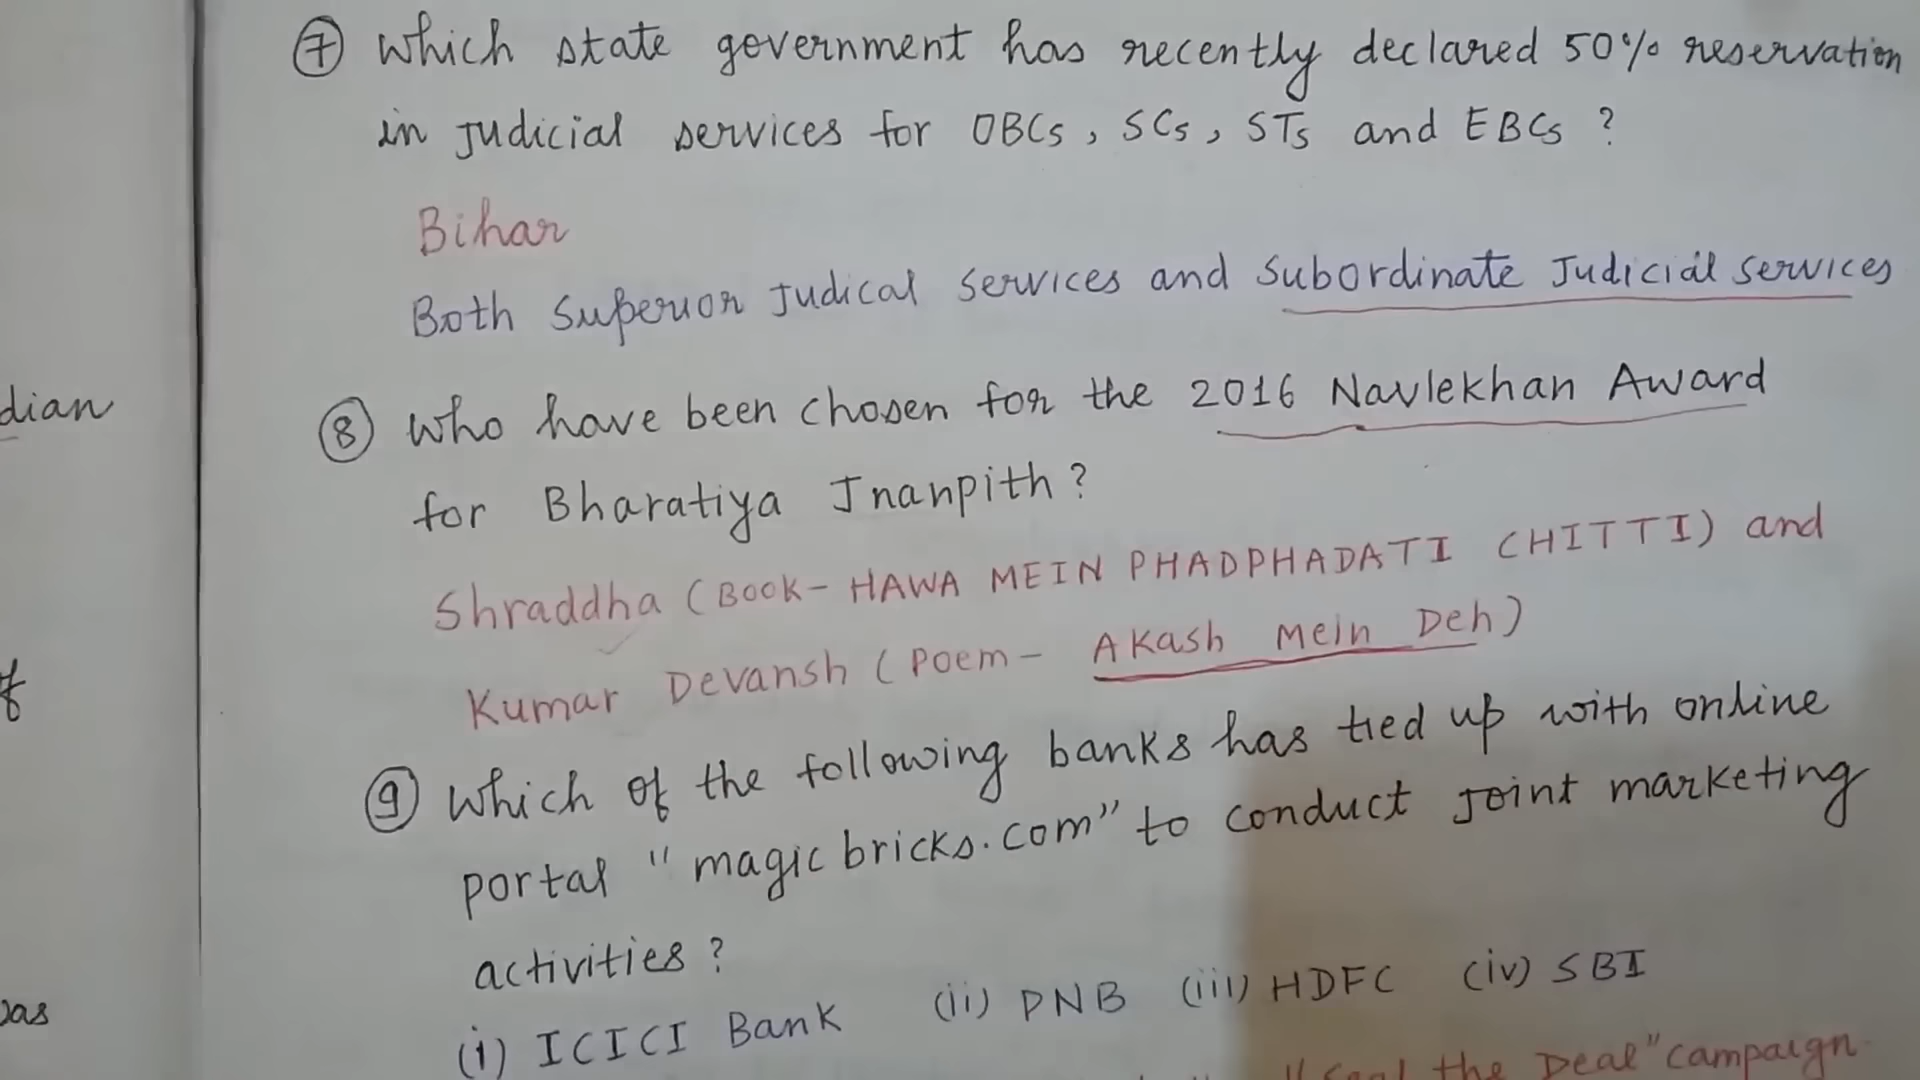 ⑦ Which state government has recently declared 50% reservation
in Judicial services for OBCs, SCs, STs and EBCs ?
Bihar
Both Superior Judical Services and Subordinate Judicial services
dian
⑧ Who have been chosen for the 2016 Navlekhan Award
for Bharatiya Jnanpith?
Shraddha (BOOK- HAWA MEIN PHADPHADATI CHITTI) and
Kumar Devansh (Poem- Akash Mein Deh)
⑨ Which of the following banks has tied up with online
portal "magicbricks.com" to conduct Joint marketing
activities?
(i) ICICI Bank (ii) PNB (iii) HDFC (iv) SBI
the Deal" campaign